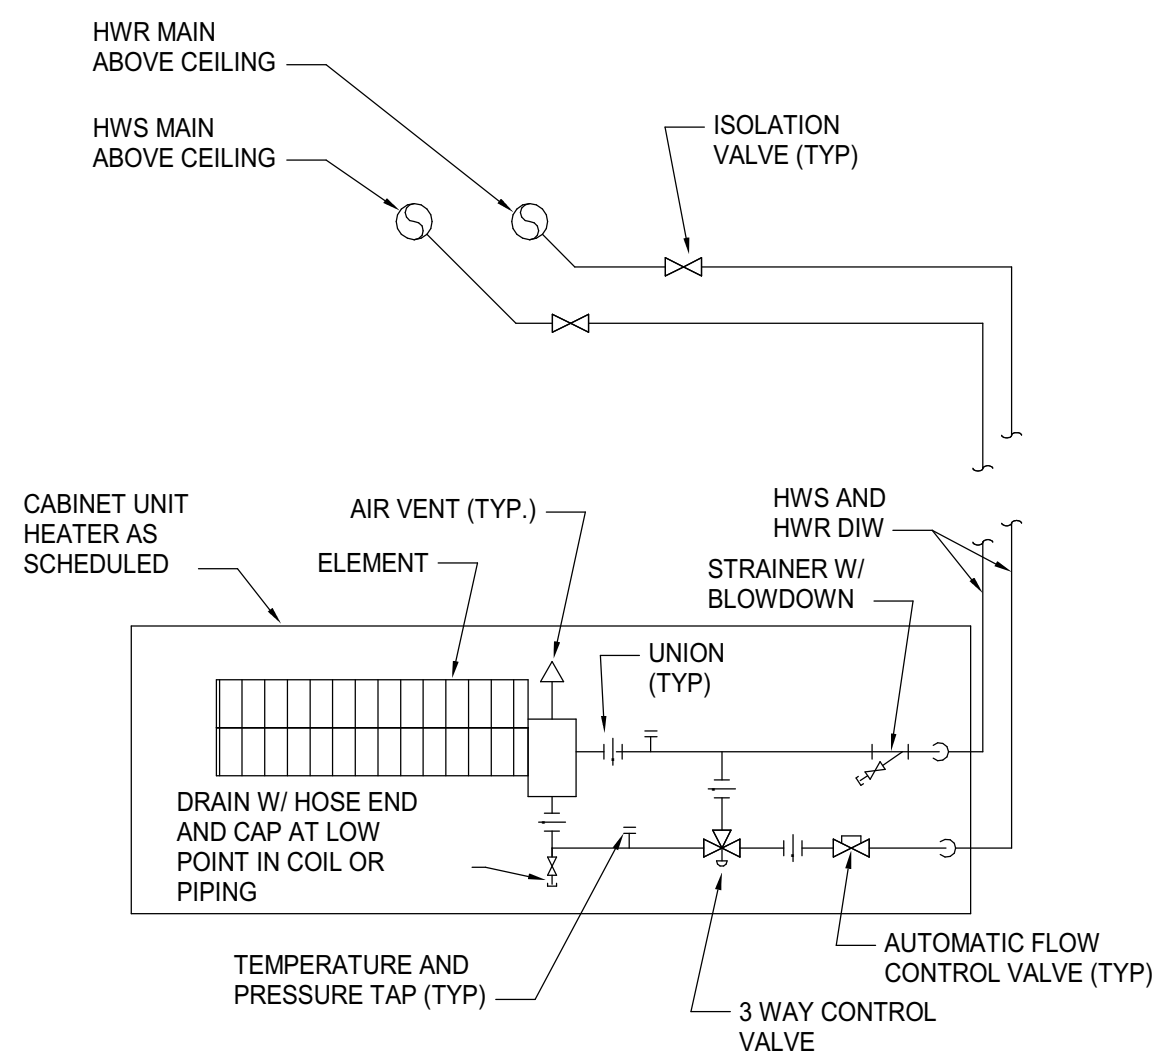 HWR MAIN
ABOVE CEILING
HWS MAIN
ABOVE CEILING
ISOLATION
VALVE (TYP)
CABINET UNIT
HEATER AS
SCHEDULED
AIR VENT (TYP.)
ELEMENT
HWS AND
HWR DIW
STRAINER W/
BLOWDOWN
UNION
(TYP)
DRAIN W/ HOSE END
AND CAP AT LOW
POINT IN COIL OR
PIPING
TEMPERATURE AND
PRESSURE TAP (TYP)
AUTOMATIC FLOW
CONTROL VALVE (TYP)
3 WAY CONTROL
VALVE